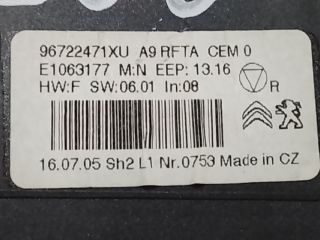 96722471XU A9 RFTA CEM 0
E1063177 M:N EEP: 13.16
HW:F SW:06.01 In:08
R
16.07.05 Sh2 L1 Nr.0753 Made in CZ